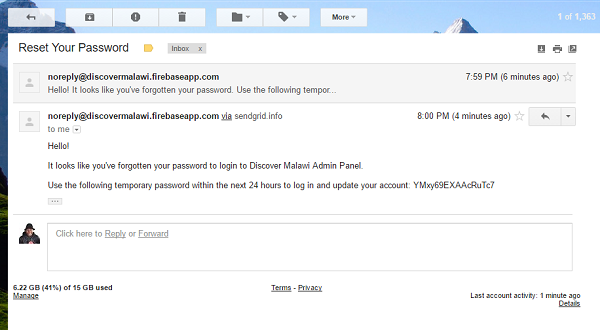 More
1 of 1,363
Reset Your Password
Inbox x
noreply@discovermalawi.firebaseapp.com 7:59 PM (6 minutes ago)
Hello! It looks like you've forgotten your password. Use the following tempor...
noreply@discovermalawi.firebaseapp.com via sendgrid.info 8:00 PM (4 minutes ago)
to me
Hello!
It looks like you've forgotten your password to login to Discover Malawi Admin Panel.
Use the following temporary password within the next 24 hours to log in and update your account: YMxy69EXAAcRuTc7
Click here to Reply or Forward
6.22 GB (41%) of 15 GB used
Manage
Terms - Privacy
Last account activity: 1 minute ago
Details